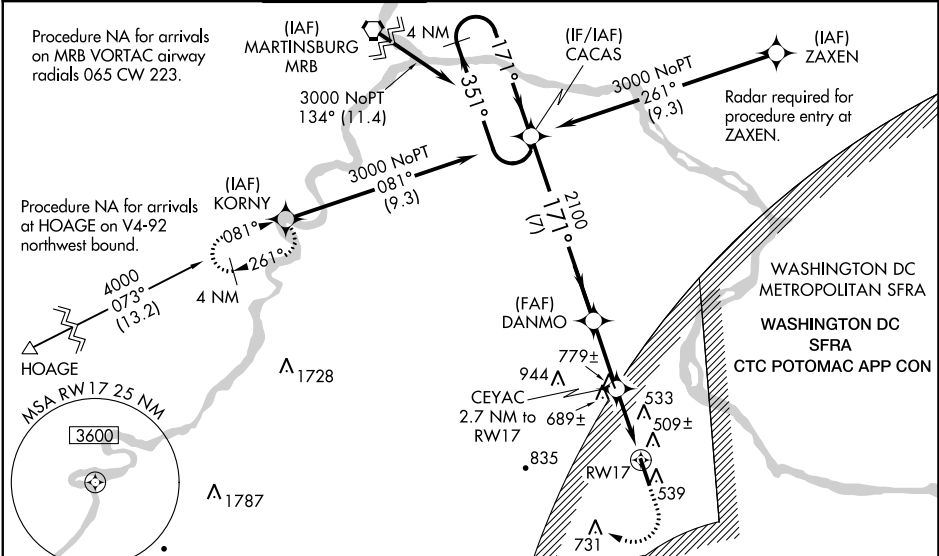 Procedure NA for arrivals
on MRB VORTAC airway
radials 065 CW 223.
(IAF)
MARTINSBURG
MRB
3000 NoPT
134° (11.4)
4 NM
171°
351°
(IF/IAF)
CACAS
(IAF)
ZAXEN
3000 NoPT
261°
(9.3)
Radar required for
procedure entry at
ZAXEN.
3000 NoPT
081°
(9.3)
(IAF)
KORNY
081°
261°
4 NM
Procedure NA for arrivals
at HOAGE on V4-92
northwest bound.
4000
073°
(13.2)
HOAGE
2100
171°
(7)
(FAF)
DANMO
WASHINGTON DC
METROPOLITAN SFRA
WASHINGTON DC
SFRA
CTC POTOMAC APP CON
1728
944
779±
CEYAC
2.7 NM to
RW17
689±
533
509±
835
RW17
539
731
MSA RW17 25 NM
3600
1787